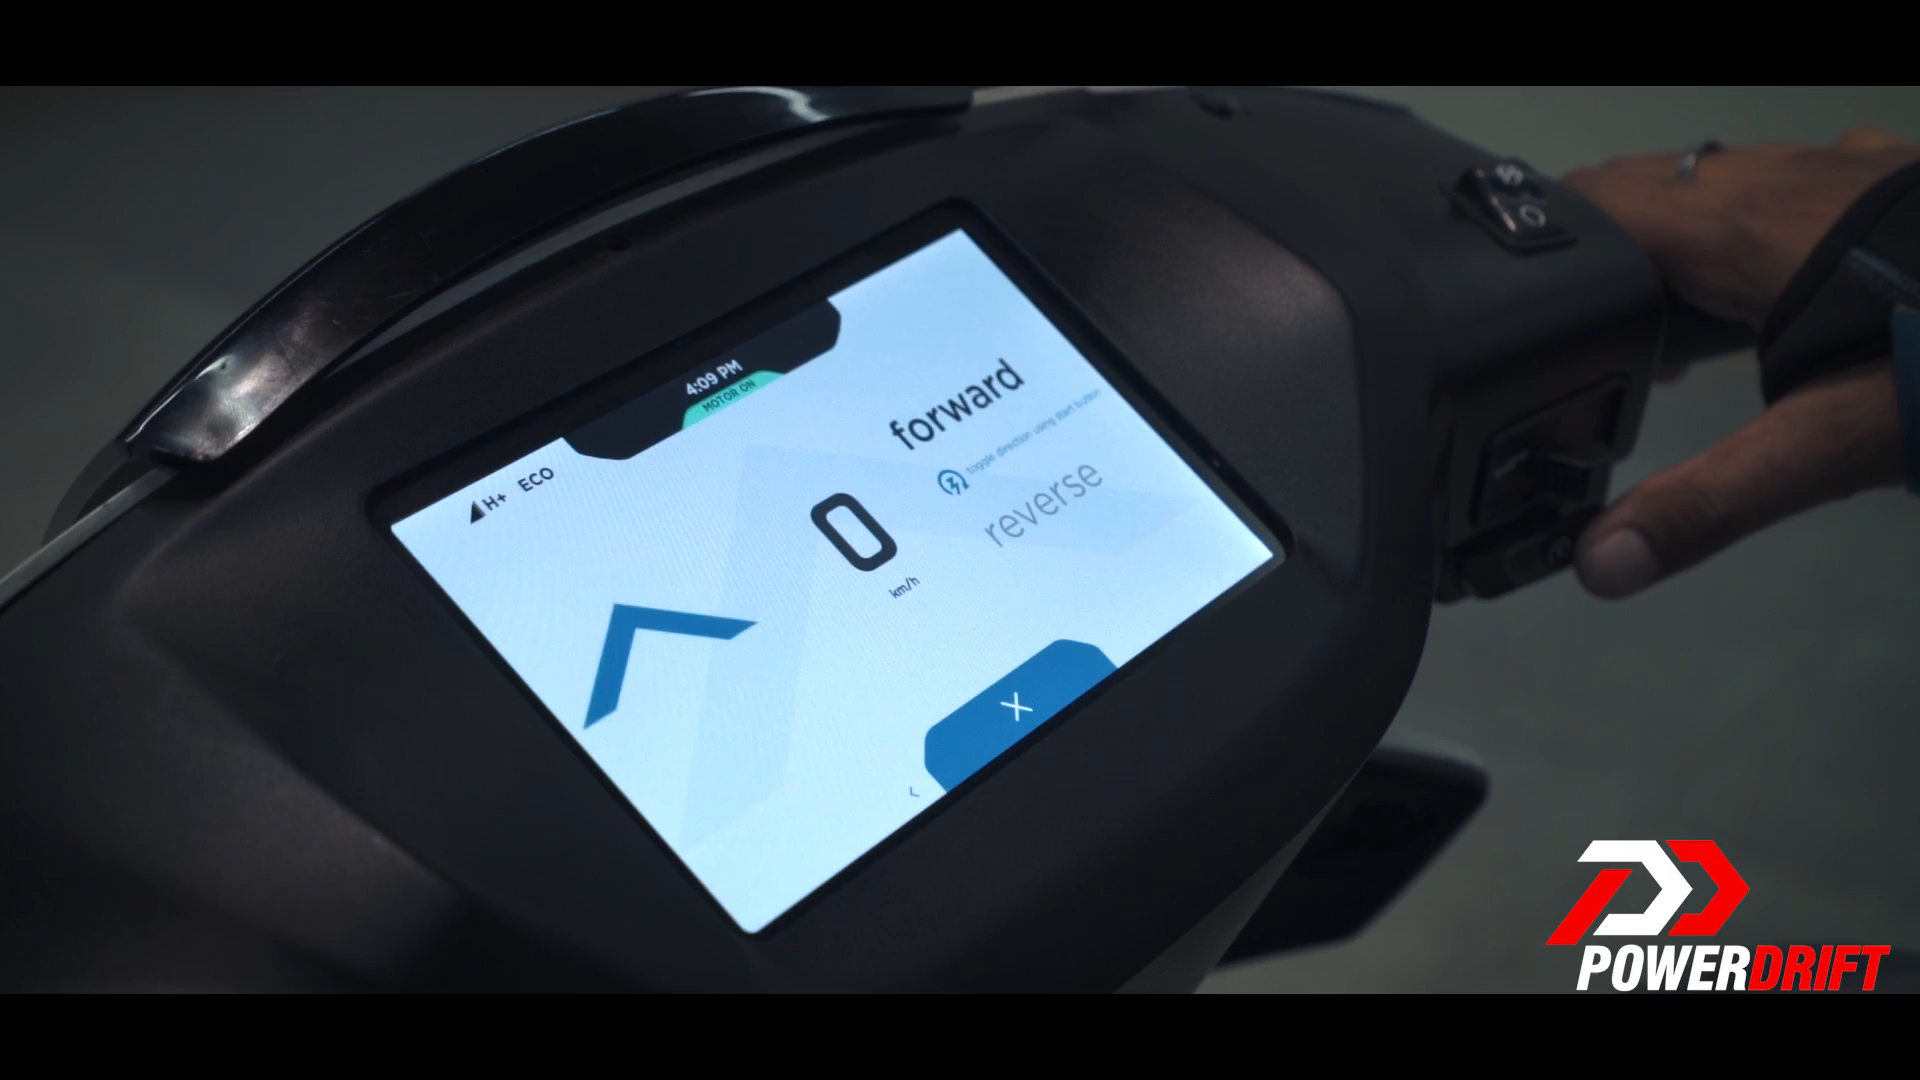 4:09 PM
MOTOR ON
H+ ECO
forward
toggle direction using start button
reverse
0
km/h
POWERDRIFT